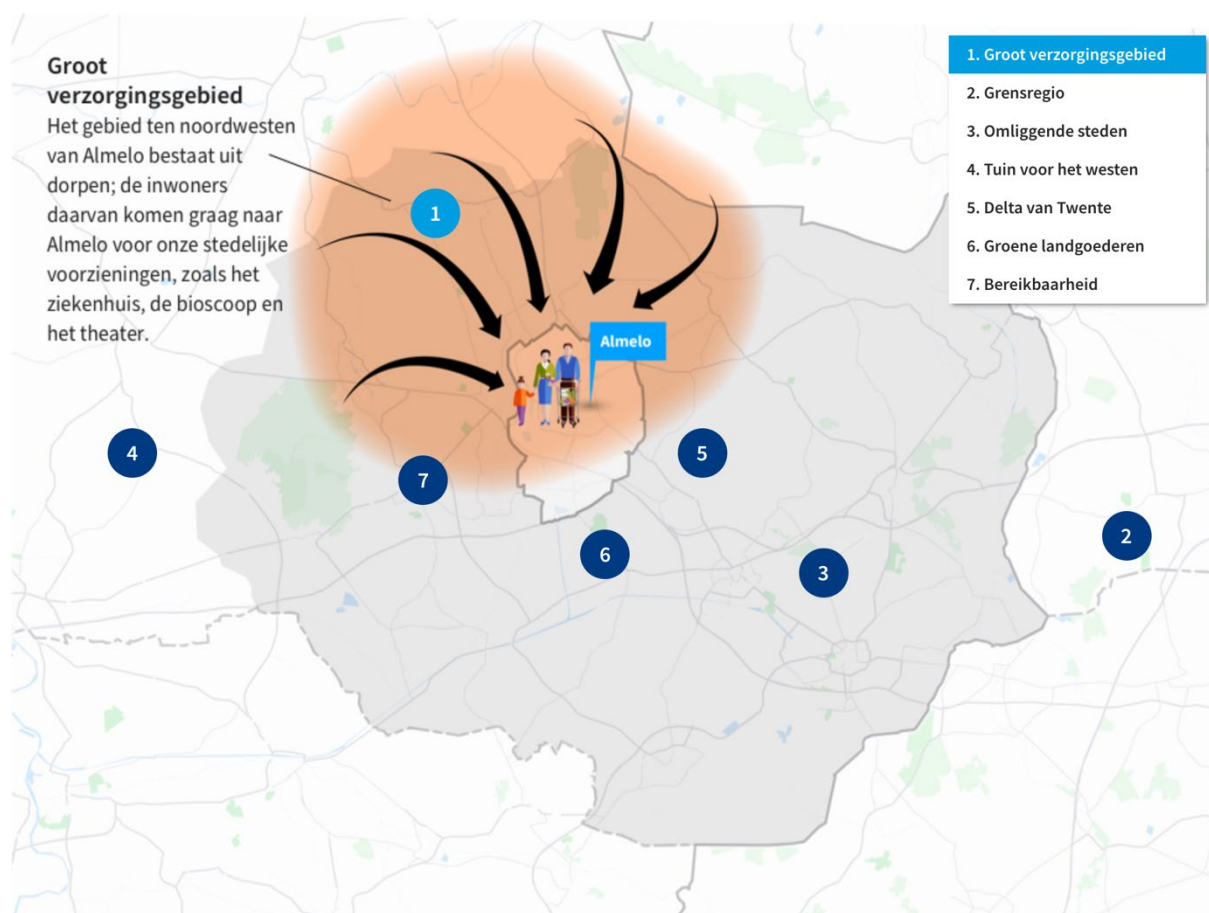 Groot
verzorgingsgebied
Het gebied ten noordwesten
van Almelo bestaat uit
dorpen; de inwoners
daarvan komen graag naar
Almelo voor onze stedelijke
voorzieningen, zoals het
ziekenhuis, de bioscoop en
het theater.
1. Groot verzorgingsgebied
2. Grensregio
3. Omliggende steden
4. Tuin voor het westen
5. Delta van Twente
6. Groene landgoederen
7. Bereikbaarheid
1
Almelo
4
5
7
2
6
3